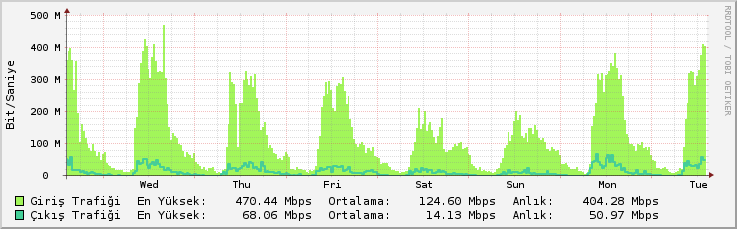 500 M
400 M
300 M
200 M
100 M
0
Bit/Saniye
Wed Thu Fri Sat Sun Mon Tue
RRDTOOL / TOBI OETIKER
Giriş Trafiği En Yüksek: 470.44 Mbps Ortalama: 124.60 Mbps Anlık: 404.28 Mbps
Çıkış Trafiği En Yüksek: 68.06 Mbps Ortalama: 14.13 Mbps Anlık: 50.97 Mbps